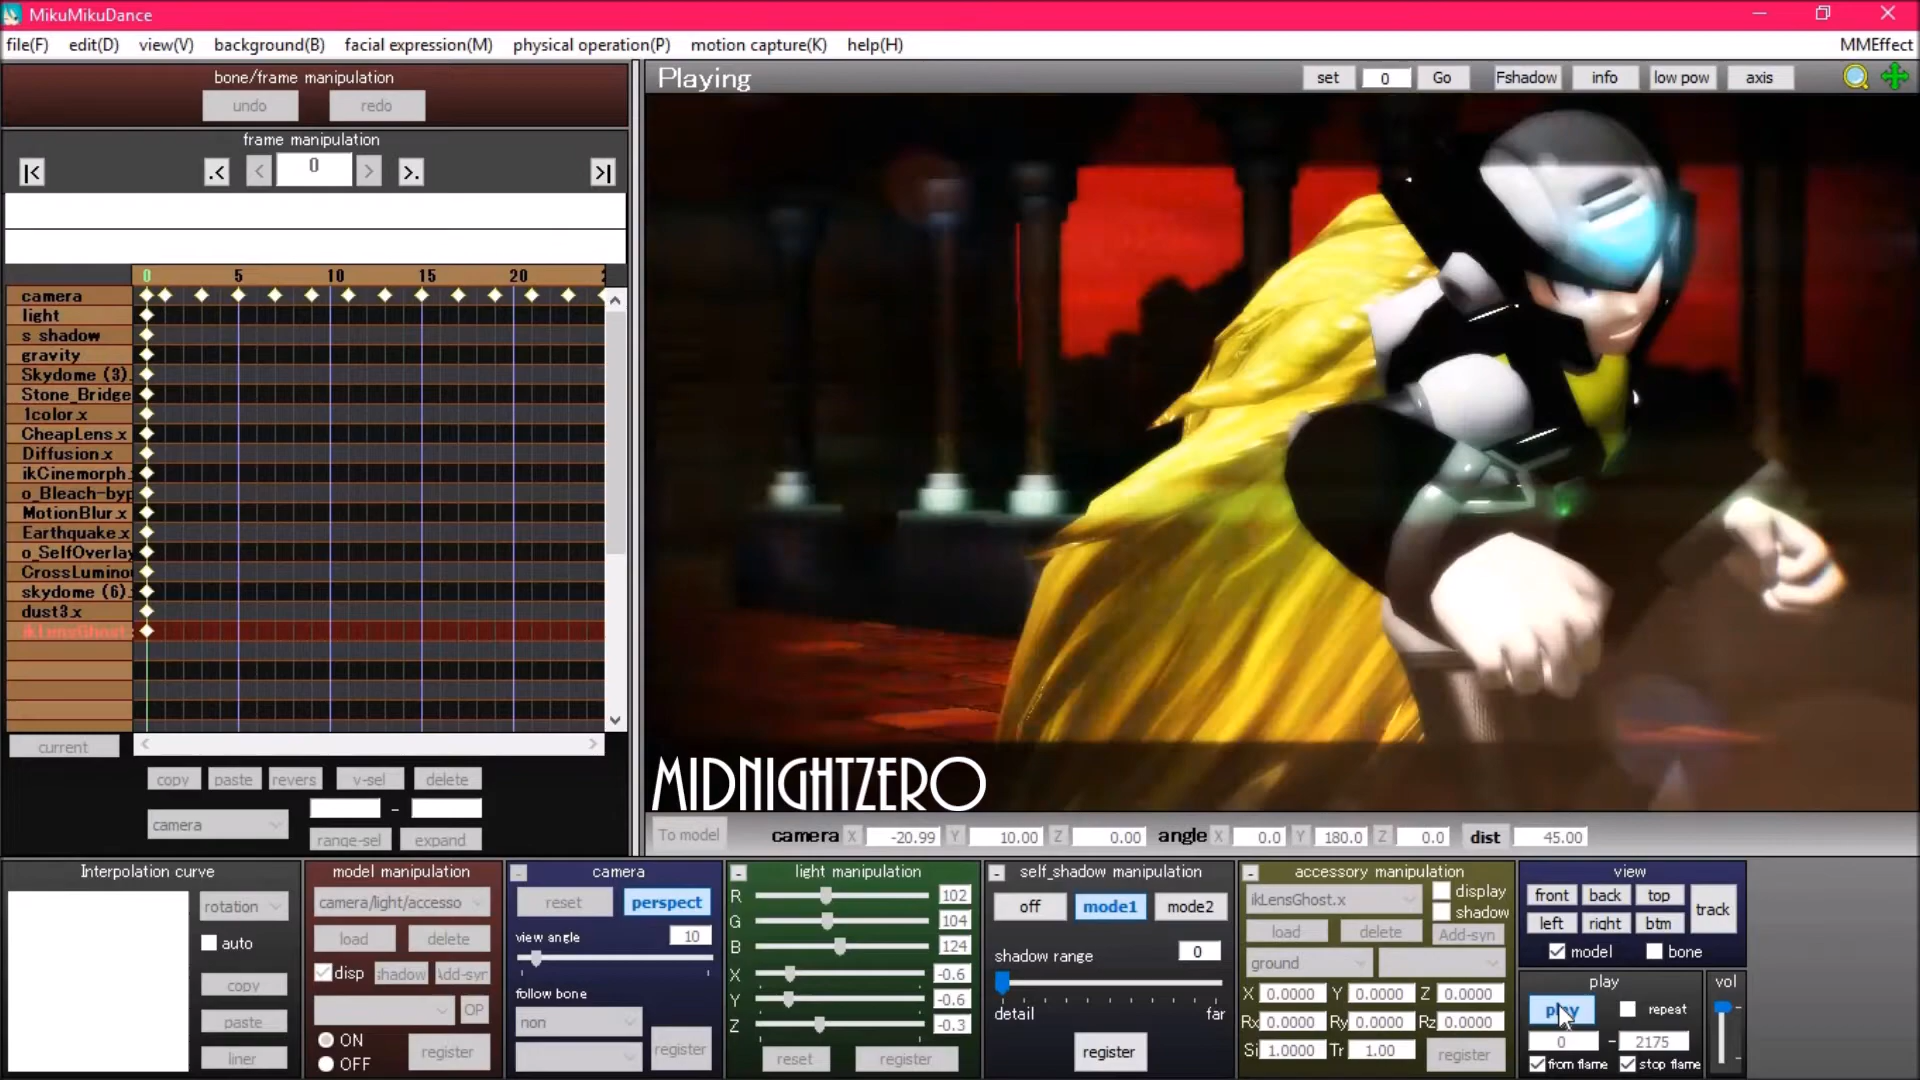 MikuMikuDance
file(F) edit(D) view(V) background(B) facial expression(M) physical operation(P) motion capture(K) help(H) MMEffect
bone/frame manipulation
undo redo
frame manipulation
|< .< < 0 > >. >|
0 5 10 15 20
camera
light
s shadow
gravity
Skydome (3).
Stone_Bridge
1color.x
CheapLens.x
Diffusion.x
ikCinemorph.
o_Bleach-byp
MotionBlur.x
Earthquake.x
o_SelfOverlay
CrossLumino
skydome (6).
dust3.x
ikLensGhost.
current
copy paste revers v-sel delete
camera -
range-sel expand
Playing set 0 Go Fshadow info low pow axis
MIDNIGHTZERO
To model camera X -20.99 Y 10.00 Z 0.00 angle X 0.0 Y 180.0 Z 0.0 dist 45.00
Interpolation curve
rotation
auto
copy
paste
liner
model manipulation
camera/light/accesso
load delete
disp shadow Add-syn
OP
ON
OFF
register
- camera
reset perspect
view angle 10
follow bone
non
register
- light manipulation
R 102
G 104
B 124
X -0.6
Y -0.6
Z -0.3
reset register
- self_shadow manipulation
off mode1 mode2
shadow range 0
detail far
register
- accessory manipulation
ikLensGhost.x display
shadow
load delete Add-syn
ground
X 0.0000 Y 0.0000 Z 0.0000
Rx 0.0000 Ry 0.0000 Rz 0.0000
Si 1.0000 Tr 1.00 register
view
front back top
track
left right btm
model bone
play
play repeat
0 - 2175
from flame stop flame
vol